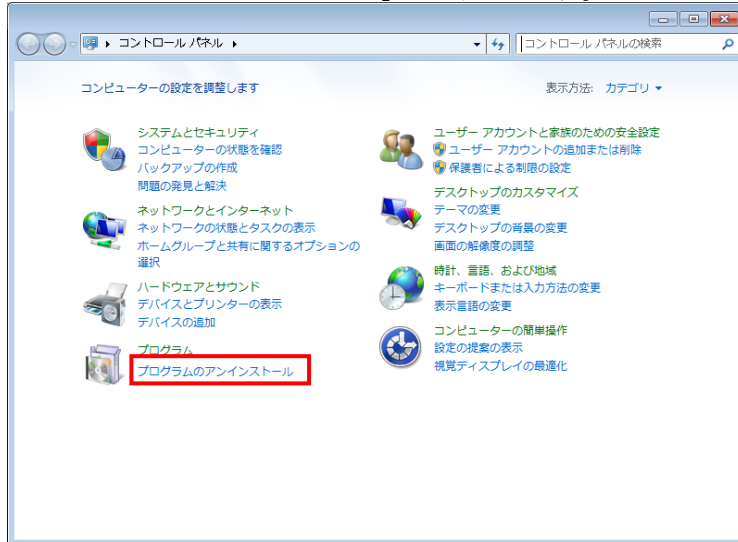 コントロール パネル
コントロール パネルの検索
コンピューターの設定を調整します
表示方法: カテゴリ
システムとセキュリティ
コンピューターの状態を確認
バックアップの作成
問題の発見と解決
ネットワークとインターネット
ネットワークの状態とタスクの表示
ホームグループと共有に関するオプションの
選択
ハードウェアとサウンド
デバイスとプリンターの表示
デバイスの追加
プログラム
プログラムのアンインストール
ユーザー アカウントと家族のための安全設定
ユーザー アカウントの追加または削除
保護者による制限の設定
デスクトップのカスタマイズ
テーマの変更
デスクトップの背景の変更
画面の解像度の調整
時計、言語、および地域
キーボードまたは入力方法の変更
表示言語の変更
コンピューターの簡単操作
設定の提案の表示
視覚ディスプレイの最適化